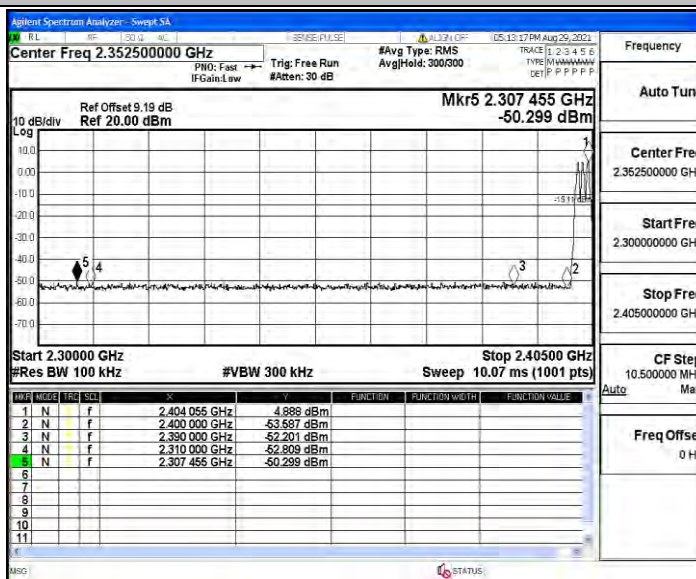 Agilent Spectrum Analyzer - Swept SA
RL RF 50 Ω AC SENSE:PULSE ALIGN OFF 05:13:17 PM Aug 29, 2021
Center Freq 2.352500000 GHz
PNO: Fast
IFGain:Low
Trig: Free Run
#Atten: 30 dB
#Avg Type: RMS
Avg|Hold: 300/300
TRACE 1 2 3 4 5 6
TYPE M
DET P P P P P P
Frequency
Auto Tun
Center Fre
2.352500000 GH
Start Fre
2.300000000 GH
Stop Fre
2.405000000 GH
CF Step
10.500000 MH
Auto Ma
Freq Offse
0 H
Ref Offset 9.19 dB
10 dB/div Ref 20.00 dBm
Log
Mkr5 2.307 455 GHz
-50.299 dBm
10.0
0.00
-10.0
-20.0
-30.0
-40.0
-50.0
-60.0
-70.0
1
-15.11 dBm
5 4 3 2
Start 2.30000 GHz Stop 2.40500 GHz
#Res BW 100 kHz #VBW 300 kHz Sweep 10.07 ms (1001 pts)
MKR MODE TRC SCL X Y FUNCTION FUNCTION WIDTH FUNCTION VALUE
1 N f 2.404 055 GHz 4.888 dBm
2 N f 2.400 000 GHz -53.587 dBm
3 N f 2.390 000 GHz -52.201 dBm
4 N f 2.310 000 GHz -52.809 dBm
5 N f 2.307 455 GHz -50.299 dBm
6
7
8
9
10
11
MSG STATUS